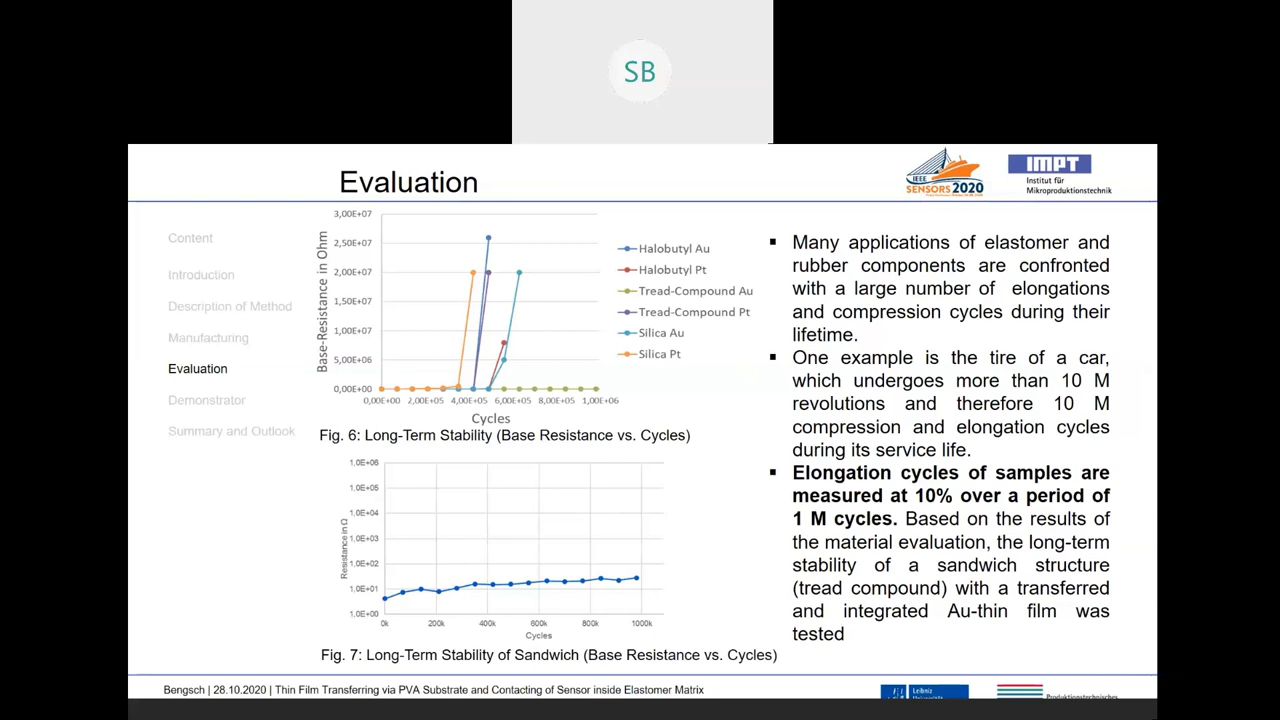 SB
Evaluation
IEEE
SENSORS 2020
IMPT
Institut für
Mikroproduktionstechnik
Content
Introduction
Description of Method
Manufacturing
Evaluation
Demonstrator
Summary and Outlook
Base-Resistance in Ohm
3,00E+07
2,50E+07
2,00E+07
1,50E+07
1,00E+07
5,00E+06
0,00E+00
0,00E+00 2,00E+05 4,00E+05 6,00E+05 8,00E+05 1,00E+06
Cycles
Halobutyl Au
Halobutyl Pt
Tread-Compound Au
Tread-Compound Pt
Silica Au
Silica Pt
Fig. 6: Long-Term Stability (Base Resistance vs. Cycles)
Resistance in Ω
1,0E+06
1,0E+05
1,0E+04
1,0E+03
1,0E+02
1,0E+01
1,0E+00
0k 200k 400k 600k 800k 1000k
Cycles
Fig. 7: Long-Term Stability of Sandwich (Base Resistance vs. Cycles)
▪ Many applications of elastomer and
rubber components are confronted
with a large number of elongations
and compression cycles during their
lifetime.
▪ One example is the tire of a car,
which undergoes more than 10 M
revolutions and therefore 10 M
compression and elongation cycles
during its service life.
▪ Elongation cycles of samples are
measured at 10% over a period of
1 M cycles. Based on the results of
the material evaluation, the long-term
stability of a sandwich structure
(tread compound) with a transferred
and integrated Au-thin film was
tested
Bengsch | 28.10.2020 | Thin Film Transferring via PVA Substrate and Contacting of Sensor inside Elastomer Matrix
Leibniz
Produktionstechnisches